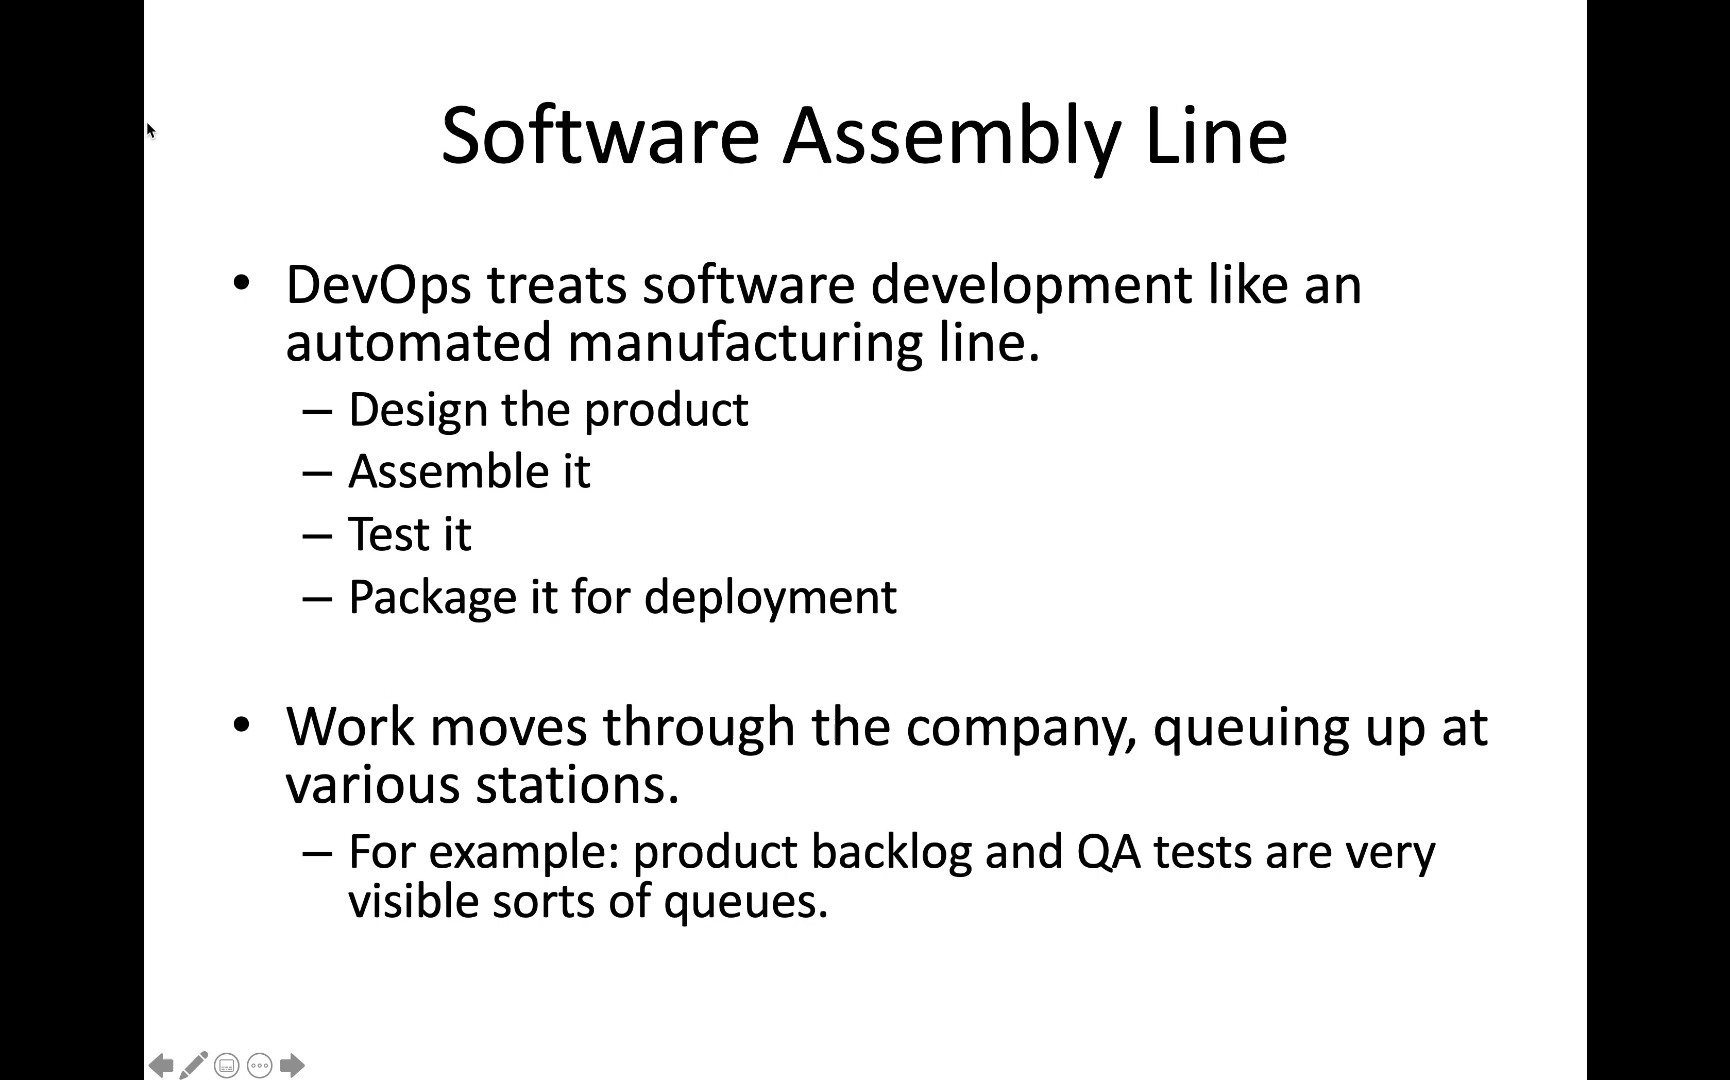 Software Assembly Line
• DevOps treats software development like an
automated manufacturing line.
– Design the product
– Assemble it
– Test it
– Package it for deployment
• Work moves through the company, queuing up at
various stations.
– For example: product backlog and QA tests are very
visible sorts of queues.